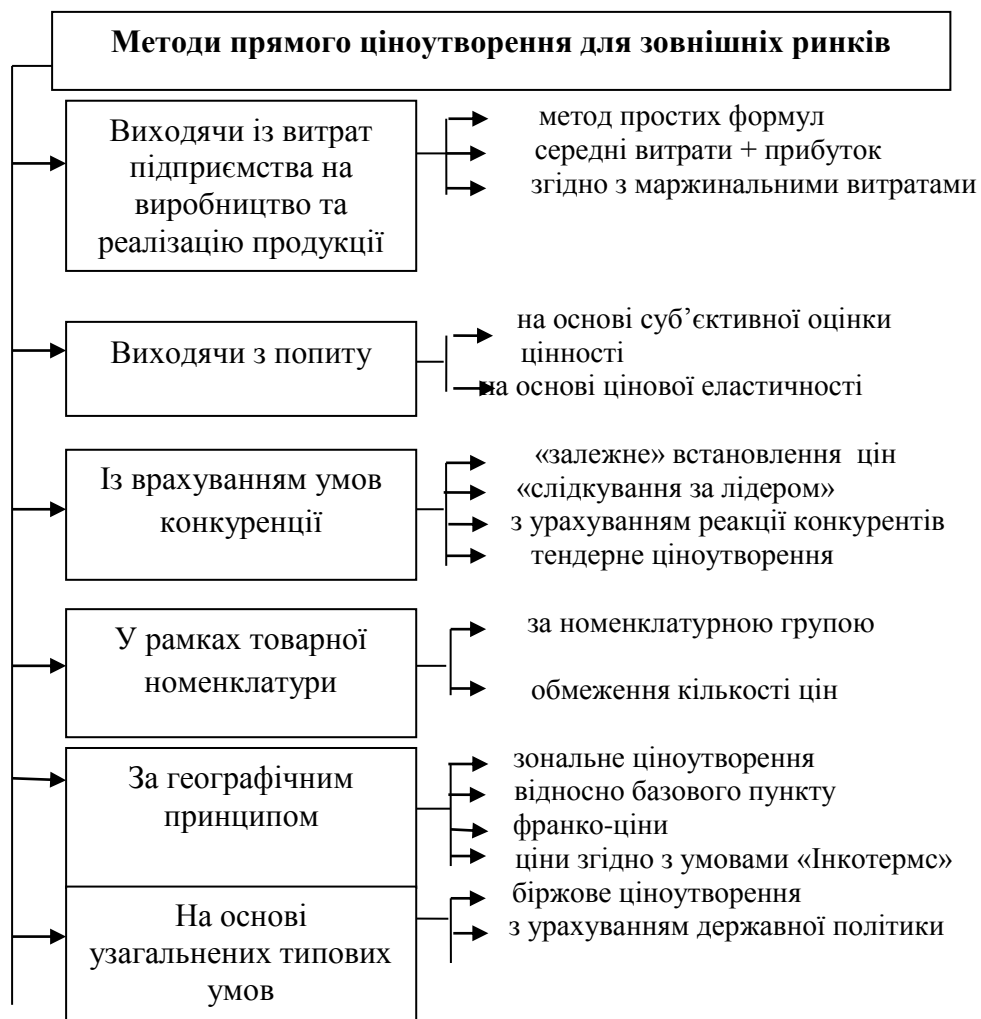 Методи прямого ціноутворення для зовнішніх ринків
Виходячи із витрат
підприємства на
виробництво та
реалізацію продукції
метод простих формул
середні витрати + прибуток
згідно з маржинальними витратами
Виходячи з попиту
на основі суб’єктивної оцінки
цінності
на основі цінової еластичності
Із врахуванням умов
конкуренції
«залежне» встановлення цін
«слідкування за лідером»
з урахуванням реакції конкурентів
тендерне ціноутворення
У рамках товарної
номенклатури
за номенклатурною групою
обмеження кількості цін
За географічним
принципом
зональне ціноутворення
відносно базового пункту
франко-ціни
ціни згідно з умовами «Інкотермс»
На основі
узагальнених типових
умов
біржове ціноутворення
з урахуванням державної політики